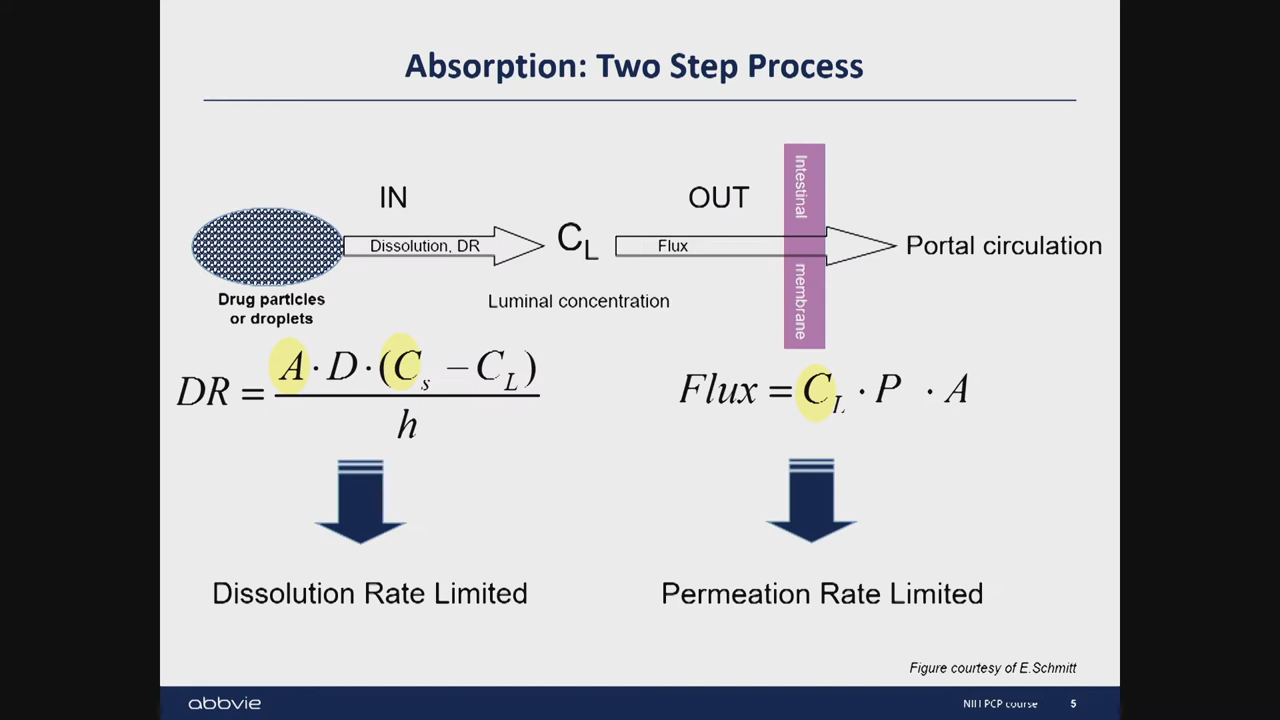 Absorption: Two Step Process
IN
OUT
Intestinal membrane
Dissolution, DR
C_L
Flux
Portal circulation
Drug particles
or droplets
Luminal concentration
DR = A · D · (C_s − C_L) / h
Flux = C_L · P · A
Dissolution Rate Limited
Permeation Rate Limited
Figure courtesy of E.Schmitt
abbvie
NIH PCP course
5